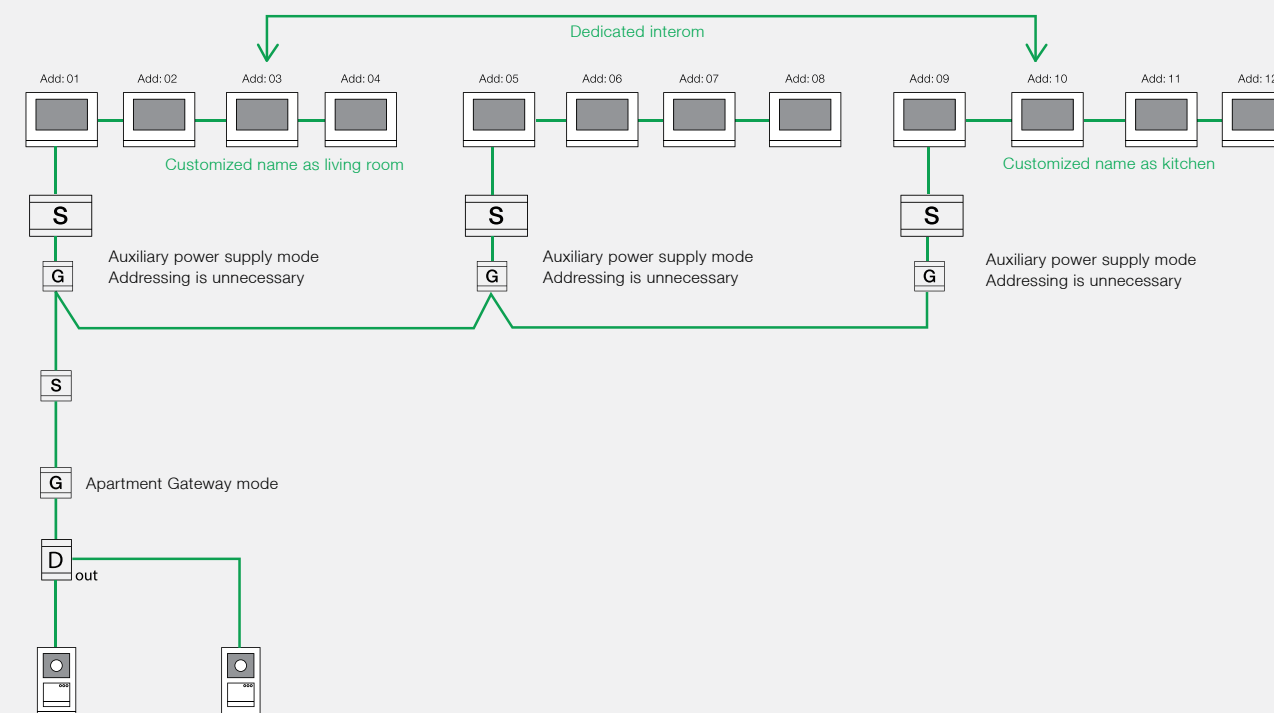 Dedicated interom
Add: 01
Add: 02
Add: 03
Add: 04
Add: 05
Add: 06
Add: 07
Add: 08
Add: 09
Add: 10
Add: 11
Add: 12
Customized name as living room
Customized name as kitchen
S
S
S
Auxiliary power supply mode
Addressing is unnecessary
Auxiliary power supply mode
Addressing is unnecessary
Auxiliary power supply mode
Addressing is unnecessary
G
G
G
S
G
Apartment Gateway mode
D
out